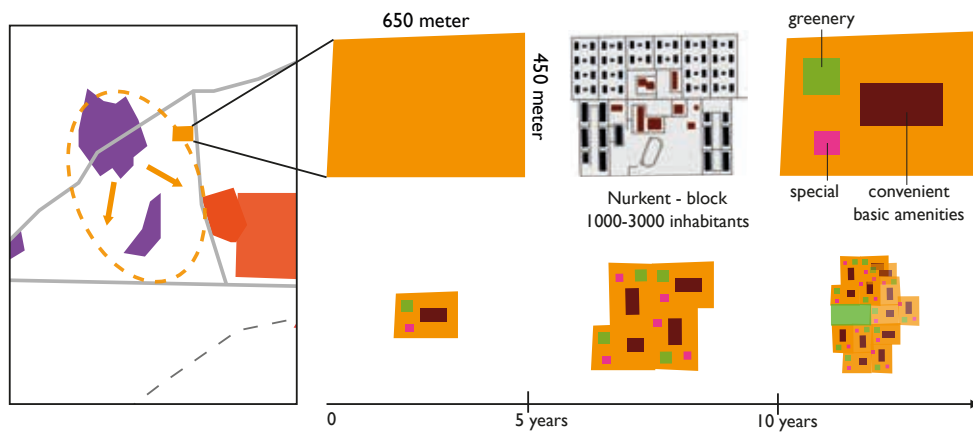 650 meter
450 meter
greenery
special
convenient
basic amenities
Nurkent - block
1000-3000 inhabitants
0
5 years
10 years